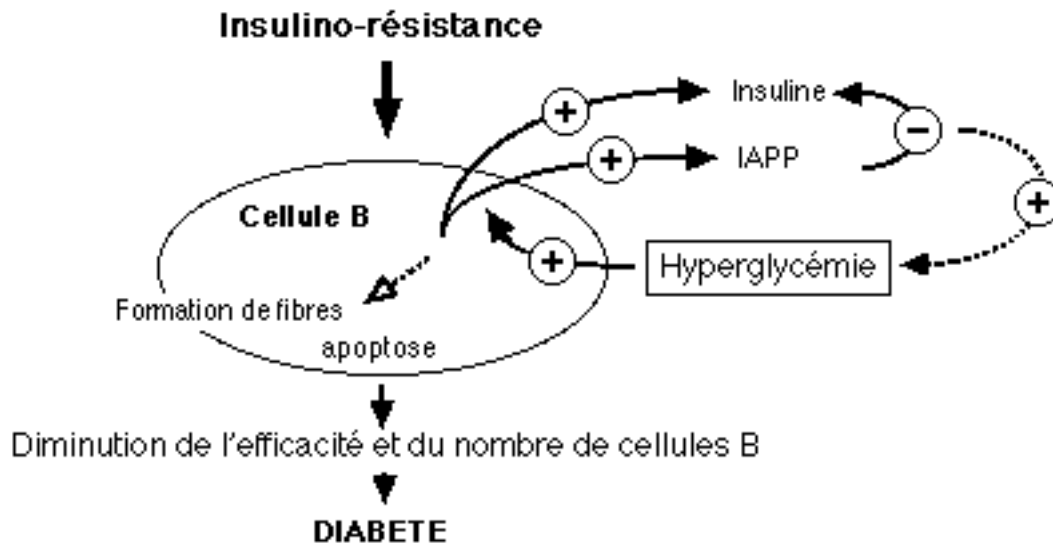 Insulino-résistance
Insuline
+
−
IAPP
+
Cellule B
+
+
Hyperglycémie
Formation de fibres
apoptose
Diminution de l'efficacité et du nombre de cellules B
DIABETE